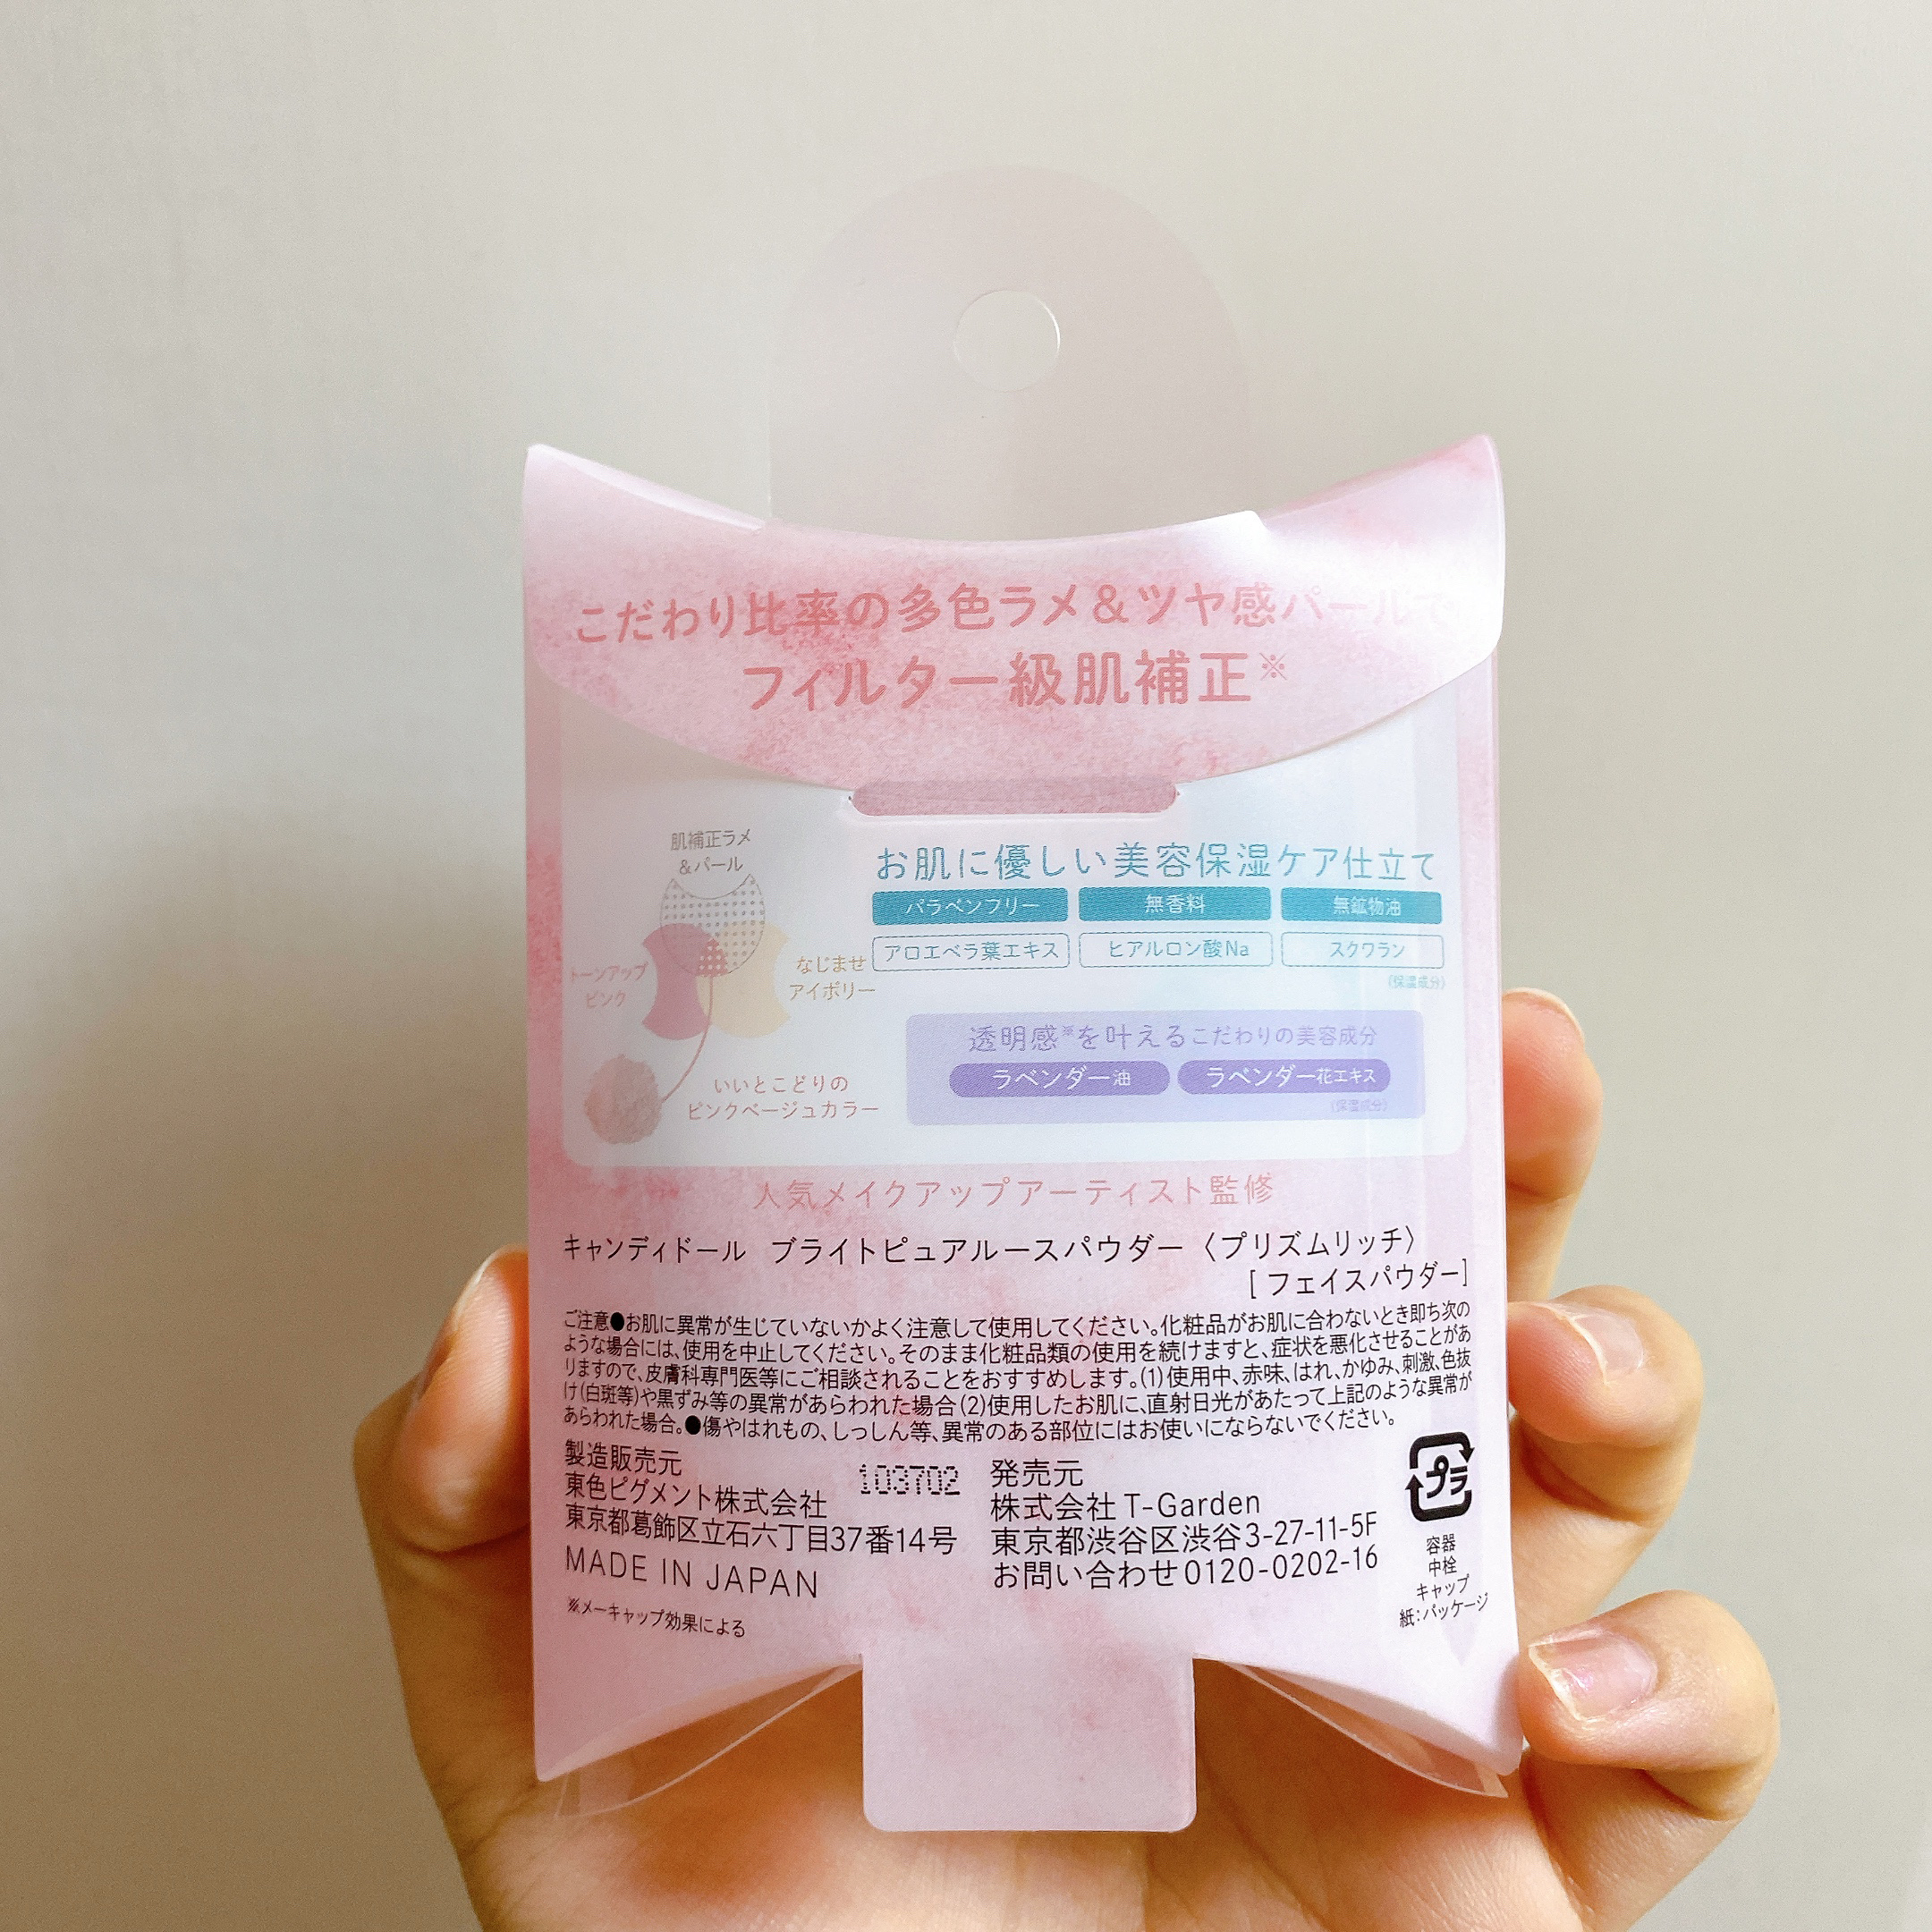 こだわり比率の多色ラメ&ツヤ感パールで
フィルター級肌補正※
肌補正ラメ
&パール
トーンアップ
ピンク
なじませ
アイボリー
いいとこどりの
ピンクベージュカラー
お肌に優しい美容保湿ケア仕立て
パラベンフリー 無香料 無鉱物油
アロエベラ葉エキス ヒアルロン酸Na スクワラン
(保湿成分)
透明感※を叶えるこだわりの美容成分
ラベンダー油 ラベンダー花エキス
(保湿成分)
人気メイクアップアーティスト監修
キャンディドール ブライトピュアルースパウダー〈プリズムリッチ〉
[フェイスパウダー]
ご注意●お肌に異常が生じていないかよく注意して使用してください。化粧品がお肌に合わないとき即ち次の
ような場合には、使用を中止してください。そのまま化粧品類の使用を続けますと、症状を悪化させることがあ
りますので、皮膚科専門医等にご相談されることをおすすめします。(1)使用中、赤味、はれ、かゆみ、刺激、色抜
け(白斑等)や黒ずみ等の異常があらわれた場合(2)使用したお肌に、直射日光があたって上記のような異常が
あらわれた場合。●傷やはれもの、しっしん等、異常のある部位にはお使いにならないでください。
製造販売元
東色ピグメント株式会社
東京都葛飾区立石六丁目37番14号
MADE IN JAPAN
※メーキャップ効果による
103702
発売元
株式会社T-Garden
東京都渋谷区渋谷3-27-11-5F
お問い合わせ0120-0202-16
プラ
容器
中栓
キャップ
紙:パッケージ